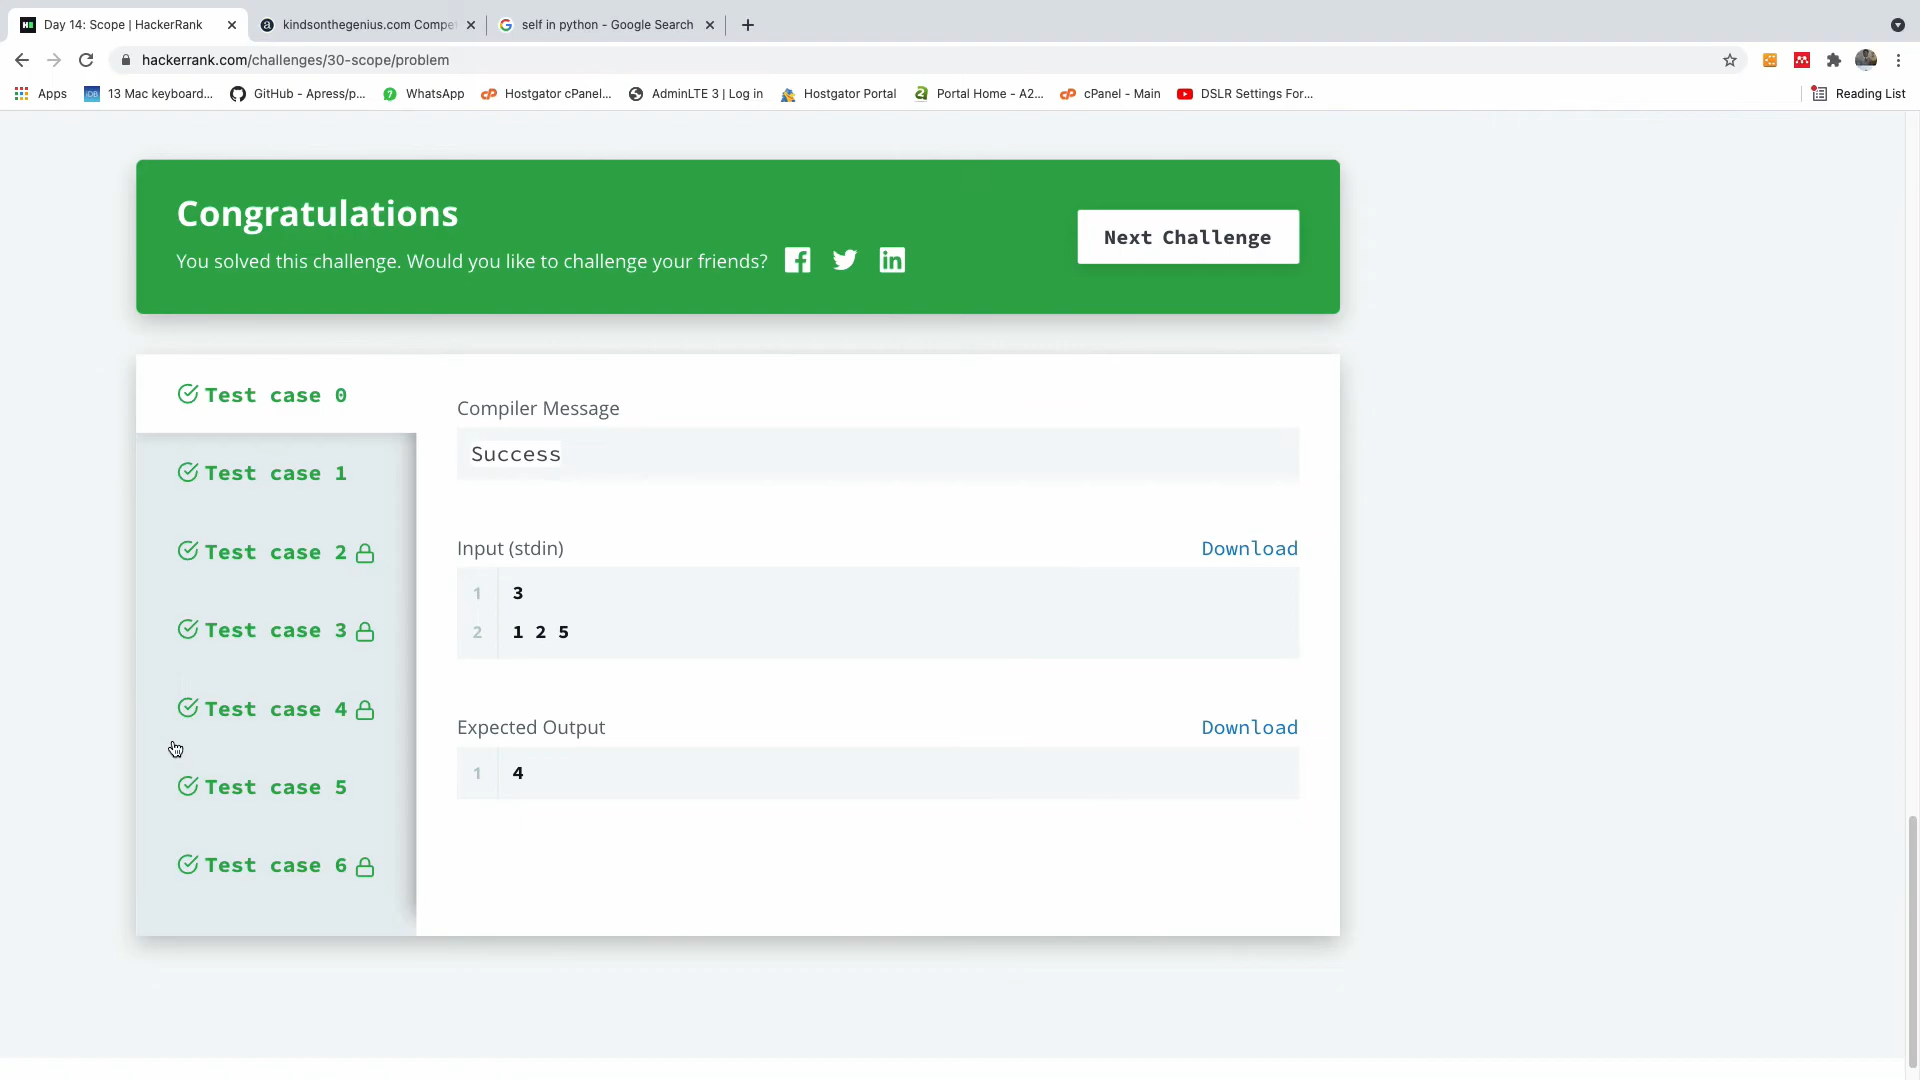 Day 14: Scope | HackerRank
kindsonthegenius.com Compe
self in python - Google Search
hackerrank.com/challenges/30-scope/problem
Apps
13 Mac keyboard...
GitHub - Apress/p...
WhatsApp
Hostgator cPanel...
AdminLTE 3 | Log in
Hostgator Portal
Portal Home - A2...
cPanel - Main
DSLR Settings For...
Reading List
Congratulations
You solved this challenge. Would you like to challenge your friends?
Next Challenge
Test case 0
Test case 1
Test case 2
Test case 3
Test case 4
Test case 5
Test case 6
Compiler Message
Success
Input (stdin)
Download
1 3
2 1 2 5
Expected Output
Download
1 4